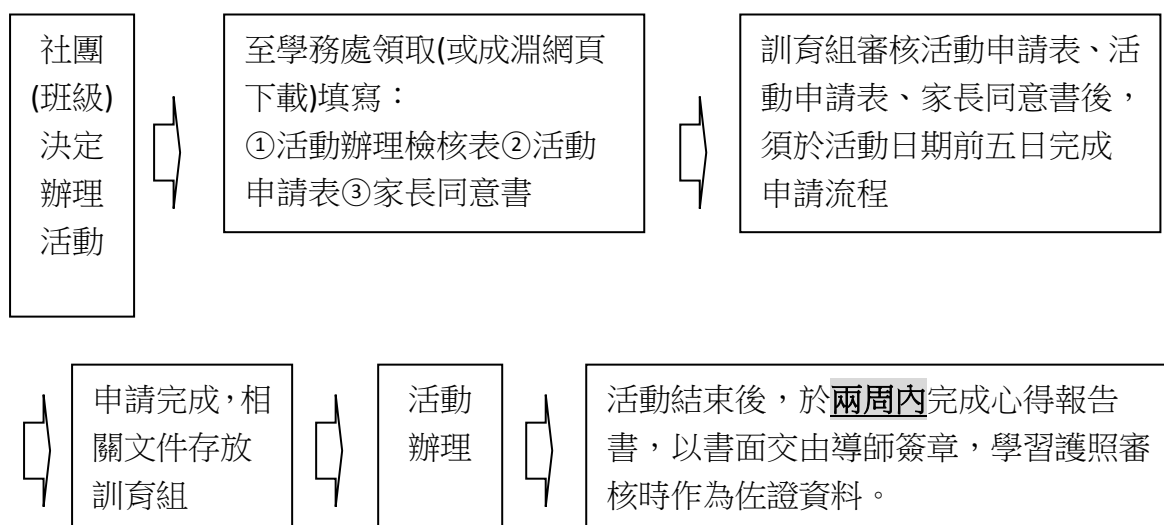 社團
(班級)
決定
辦理
活動
至學務處領取(或成淵網頁
下載)填寫：
①活動辦理檢核表②活動
申請表③家長同意書
訓育組審核活動申請表、活
動申請表、家長同意書後，
須於活動日期前五日完成
申請流程
申請完成，相
關文件存放
訓育組
活動
辦理
活動結束後，於兩周內完成心得報告
書，以書面交由導師簽章，學習護照審
核時作為佐證資料。